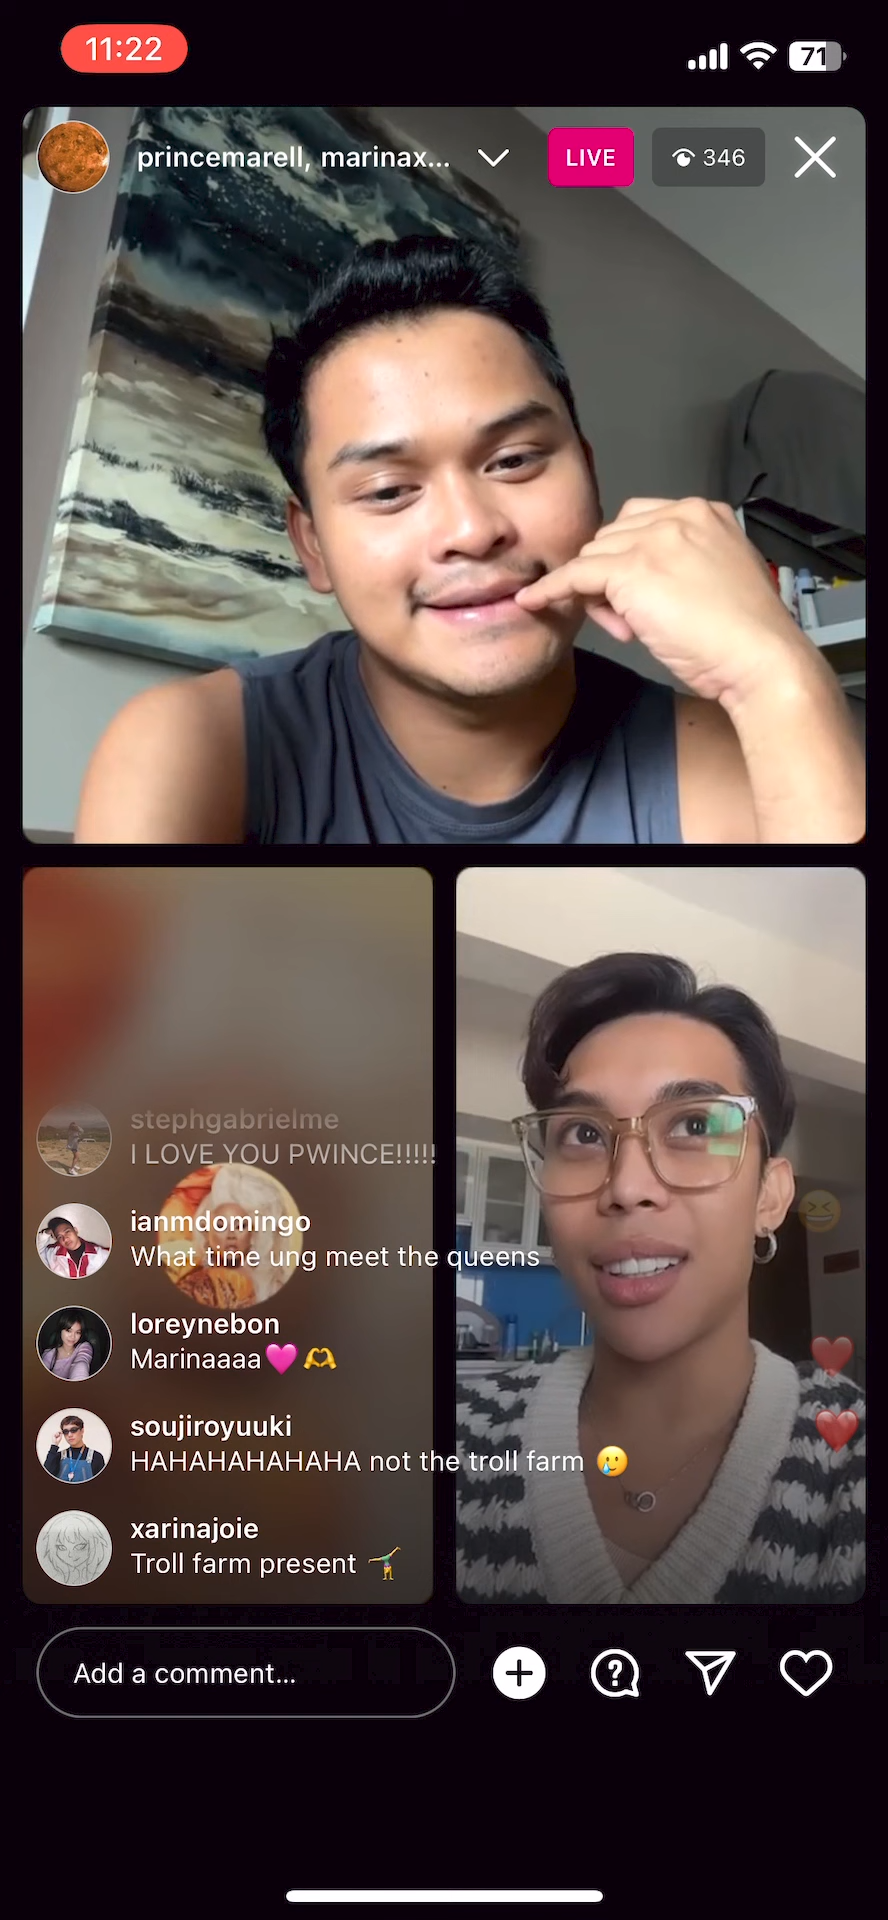 11:22
71
princemarell, marinax...
LIVE
346
stephgabrielme
I LOVE YOU PWINCE!!!!!
ianmdomingo
What time ung meet the queens
loreynebon
Marinaaaa🩷🫶
soujiroyuuki
HAHAHAHAHAHA not the troll farm 🥲
xarinajoie
Troll farm present 🤸
Add a comment...